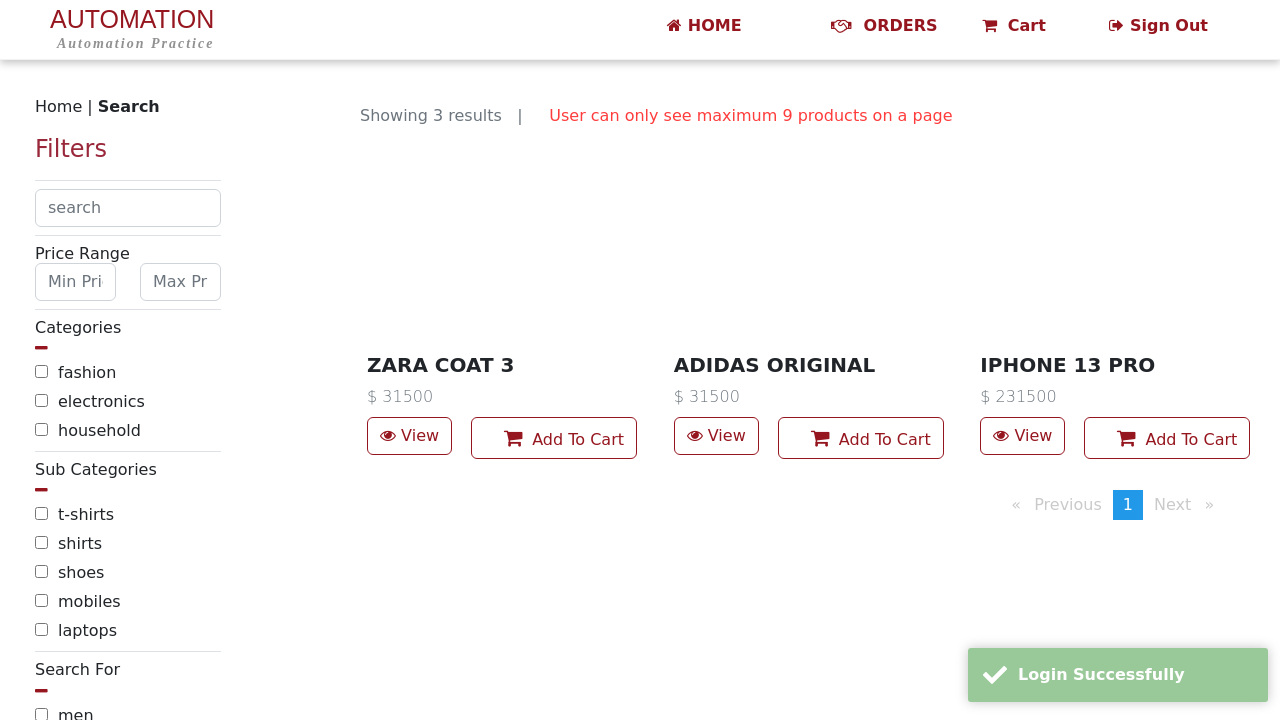 AUTOMATION
Automation Practice
HOME
ORDERS
Cart
Sign Out
Home | Search
Filters
search
Price Range
Min Pri
Max Pr
Categories
fashion
electronics
household
Sub Categories
t-shirts
shirts
shoes
mobiles
laptops
Search For
men
Showing 3 results |
User can only see maximum 9 products on a page
ZARA COAT 3
$ 31500
View
Add To Cart
ADIDAS ORIGINAL
$ 31500
View
Add To Cart
IPHONE 13 PRO
$ 231500
View
Add To Cart
« Previous 1 Next »
Login Successfully